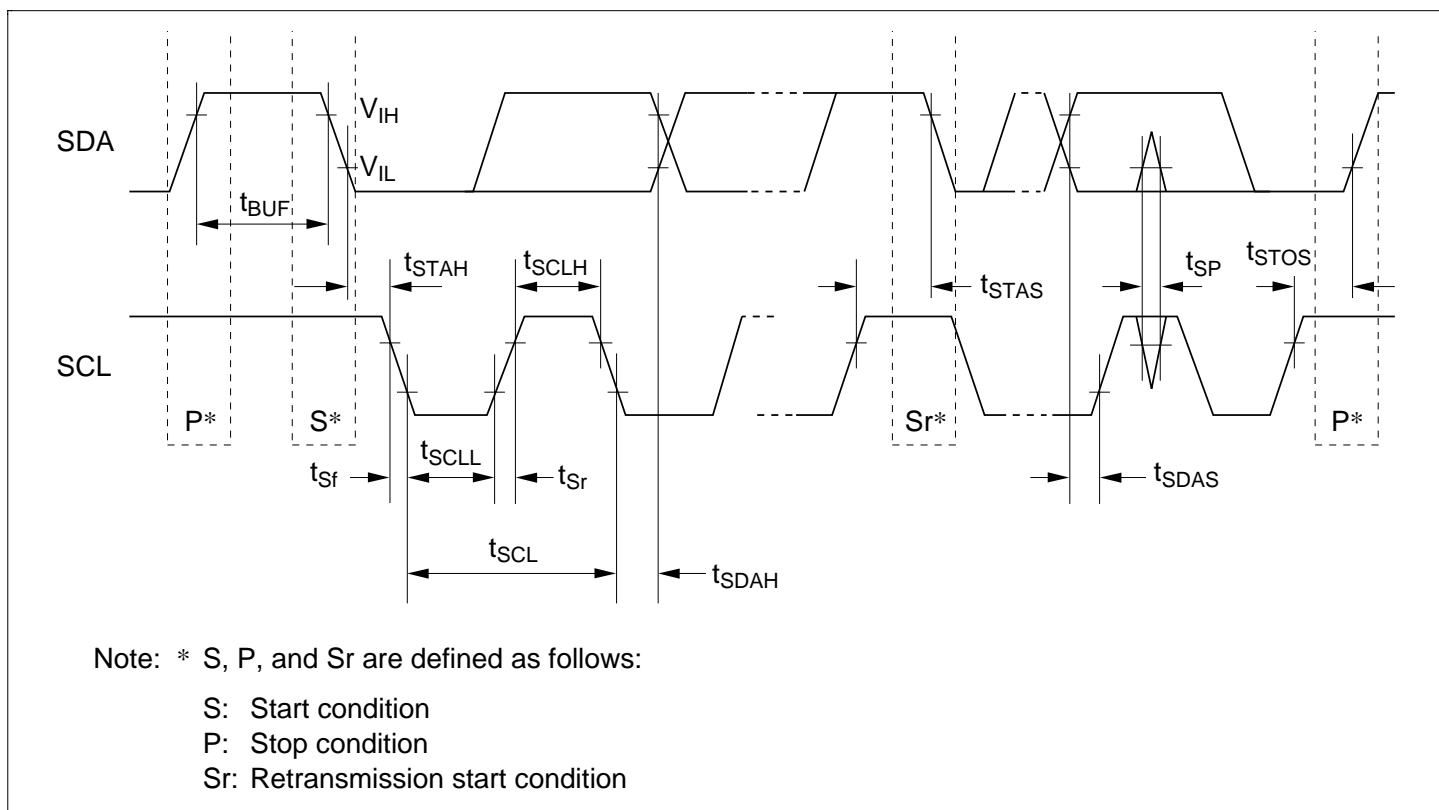 SDA
V_IH
V_IL
t_BUF
t_STAH
t_SCLH
t_STAS
t_SP
t_STOS
SCL
P*
S*
Sr*
P*
t_Sf
t_SCLL
t_Sr
t_SDAS
t_SCL
t_SDAH
Note: * S, P, and Sr are defined as follows:
S: Start condition
P: Stop condition
Sr: Retransmission start condition